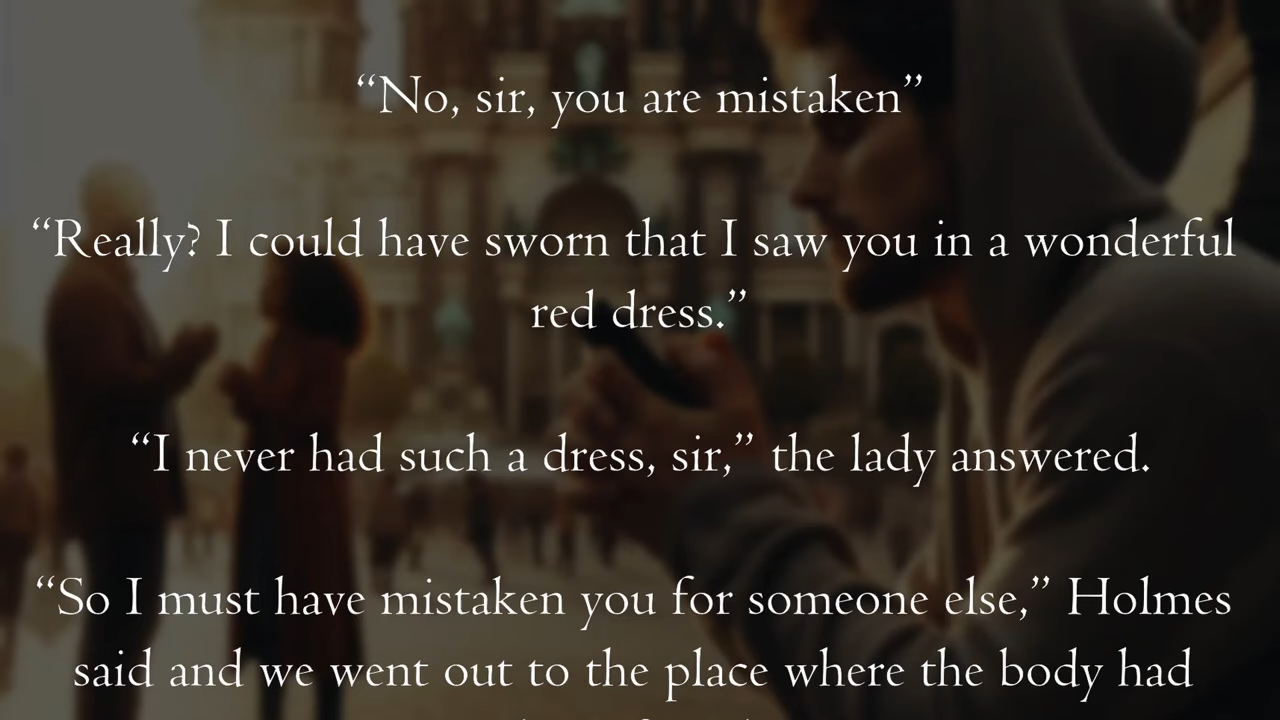 “No, sir, you are mistaken”
“Really? I could have sworn that I saw you in a wonderful
red dress.”
“I never had such a dress, sir,” the lady answered.
“So I must have mistaken you for someone else,” Holmes
said and we went out to the place where the body had